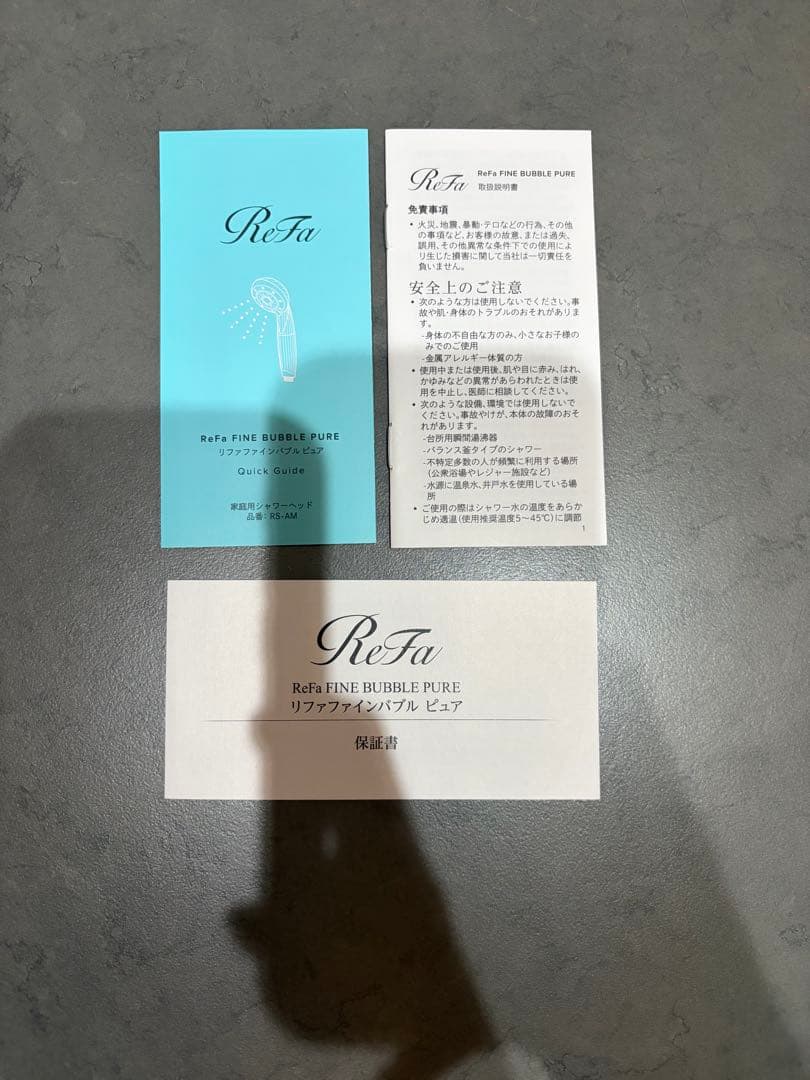 ReFa
ReFa FINE BUBBLE PURE
リファファインバブル ピュア
Quick Guide
家庭用シャワーヘッド
品番：RS-AM
ReFa
ReFa FINE BUBBLE PURE
取扱説明書
免責事項
• 火災、地震、暴動・テロなどの行為、その他
の事項など、お客様の故意、または過失、
誤用、その他異常な条件下での使用によ
り生じた損害に関して当社は一切責任を
負いません。
安全上のご注意
• 次のような方は使用しないでください。事
故や肌・身体のトラブルのおそれがありま
す。
-身体の不自由な方のみ、小さなお子様の
みでのご使用
-金属アレルギー体質の方
• 使用中または使用後、肌や目に赤み、はれ、
かゆみなどの異常があらわれたときは使
用を中止し、医師に相談してください。
• 次のような設備、環境では使用しないで
ください。事故やけが、本体の故障のおそ
れがあります。
-台所用瞬間湯沸器
-バランス釜タイプのシャワー
-不特定多数の人が頻繁に利用する場所
（公衆浴場やレジャー施設など）
-水源に温泉水、井戸水を使用している場
所
• ご使用の際はシャワー水の温度をあらか
じめ適温（使用推奨温度5～45℃）に調節
1
ReFa
ReFa FINE BUBBLE PURE
リファファインバブル ピュア
保証書